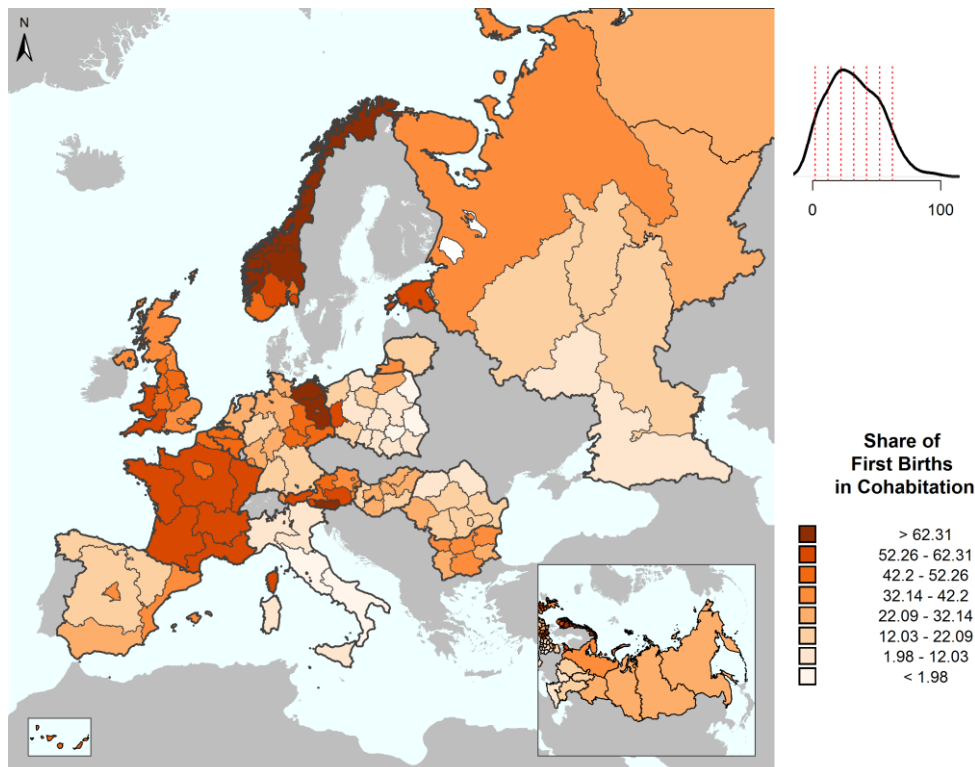 N
0
100
Share of
First Births
in Cohabitation
> 62.31
52.26 - 62.31
42.2 - 52.26
32.14 - 42.2
22.09 - 32.14
12.03 - 22.09
1.98 - 12.03
< 1.98